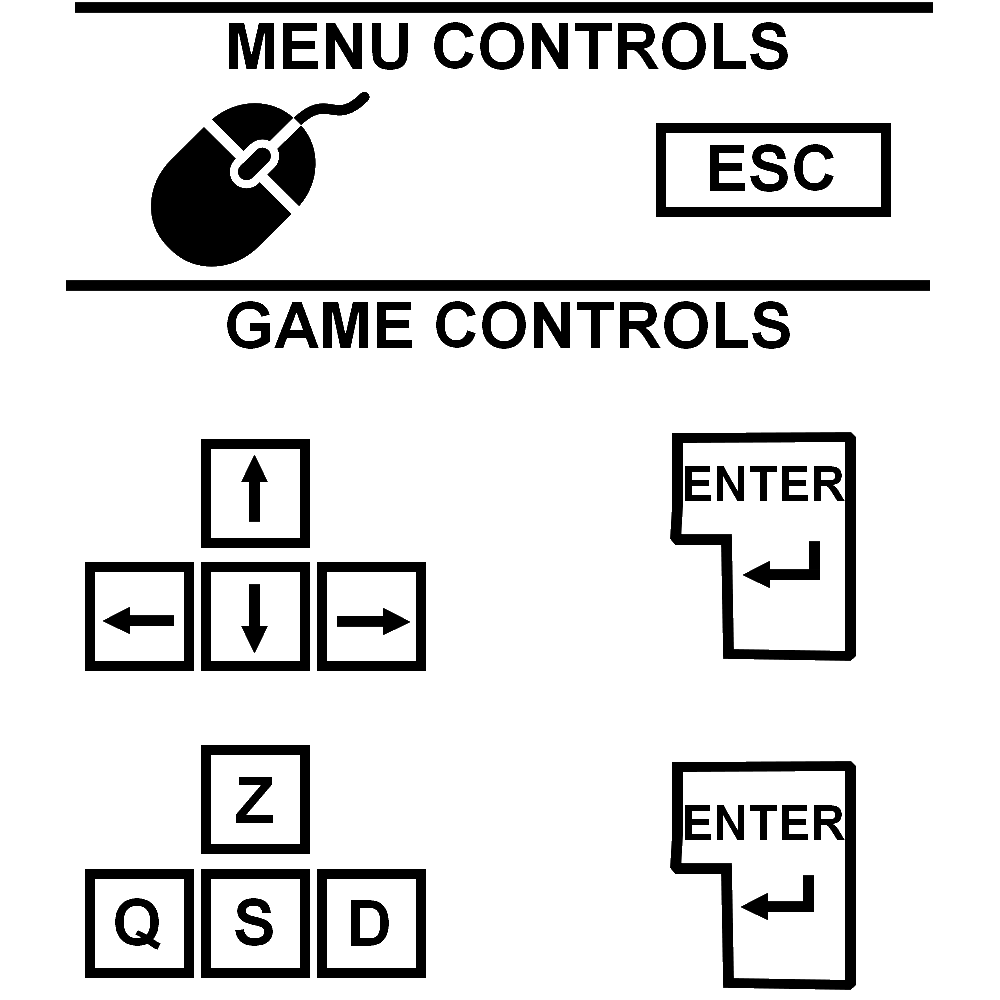 MENU CONTROLS
ESC
GAME CONTROLS
ENTER
Z
ENTER
Q S D